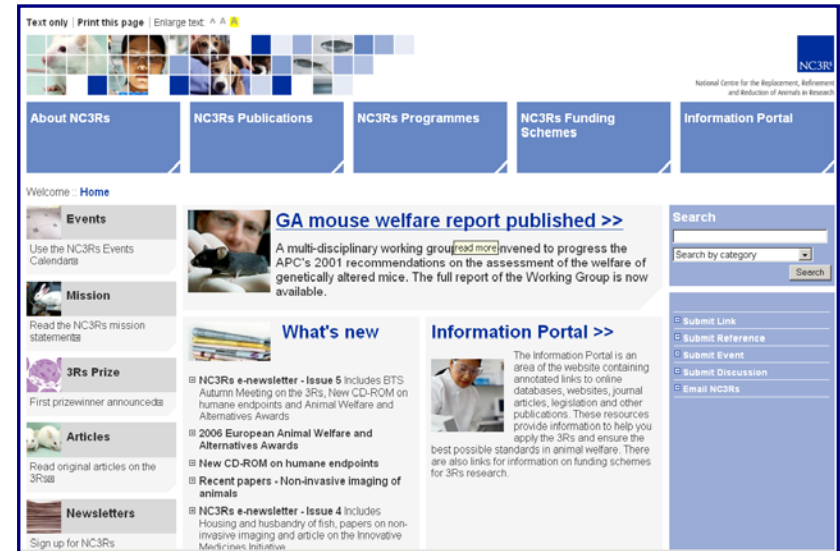 Text only | Print this page | Enlarge text: A A A
NC3Rs
National Centre for the Replacement, Refinement
and Reduction of Animals in Research
About NC3Rs
NC3Rs Publications
NC3Rs Programmes
NC3Rs Funding
Schemes
Information Portal
Welcome :: Home
Events
Use the NC3Rs Events
Calendar
Mission
Read the NC3Rs mission
statement
3Rs Prize
First prizewinner announced
Articles
Read original articles on the
3Rs
Newsletters
Sign up for NC3Rs
GA mouse welfare report published >>
A multi-disciplinary working group read more nvened to progress the
APC's 2001 recommendations on the assessment of the welfare of
genetically altered mice. The full report of the Working Group is now
available.
What's new
NC3Rs e-newsletter - Issue 5 Includes BTS
Autumn Meeting on the 3Rs, New CD-ROM on
humane endpoints and Animal Welfare and
Alternatives Awards
2006 European Animal Welfare and
Alternatives Awards
New CD-ROM on humane endpoints
Recent papers - Non-invasive imaging of
animals
NC3Rs e-newsletter - Issue 4 Includes
Housing and husbandry of fish, papers on non-
invasive imaging and article on the Innovative
Medicines Initiative
Information Portal >>
The Information Portal is an
area of the website containing
annotated links to online
databases, websites, journal
articles, legislation and other
publications. These resources
provide information to help you
apply the 3Rs and ensure the
best possible standards in animal welfare. There
are also links for information on funding schemes
for 3Rs research.
Search
Search by category
Search
Submit Link
Submit Reference
Submit Event
Submit Discussion
Email NC3Rs